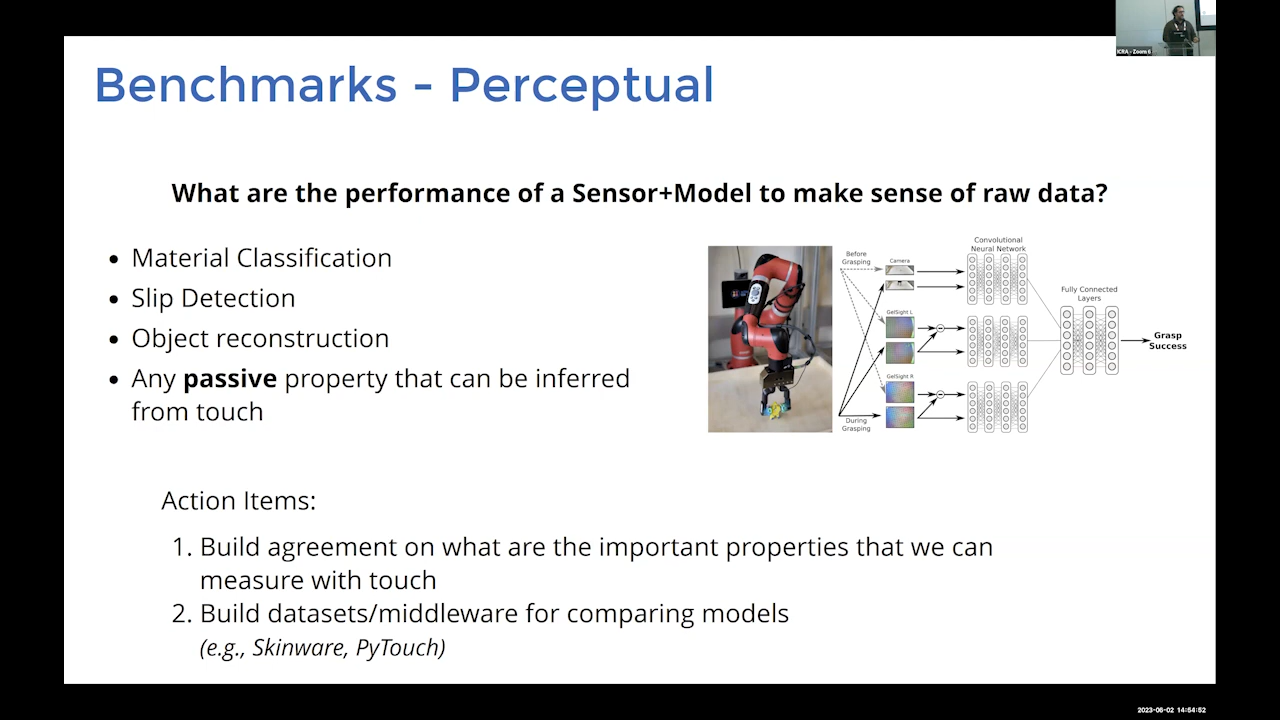 ICRA - Zoom 6
Benchmarks - Perceptual
What are the performance of a Sensor+Model to make sense of raw data?
• Material Classification
• Slip Detection
• Object reconstruction
• Any passive property that can be inferred
from touch
Before
Grasping
Camera
GelSight L
GelSight R
During
Grasping
Convolutional
Neural Network
Fully Connected
Layers
Grasp
Success
Action Items:
1. Build agreement on what are the important properties that we can
measure with touch
2. Build datasets/middleware for comparing models
(e.g., Skinware, PyTouch)
2023-06-02 14:54:52